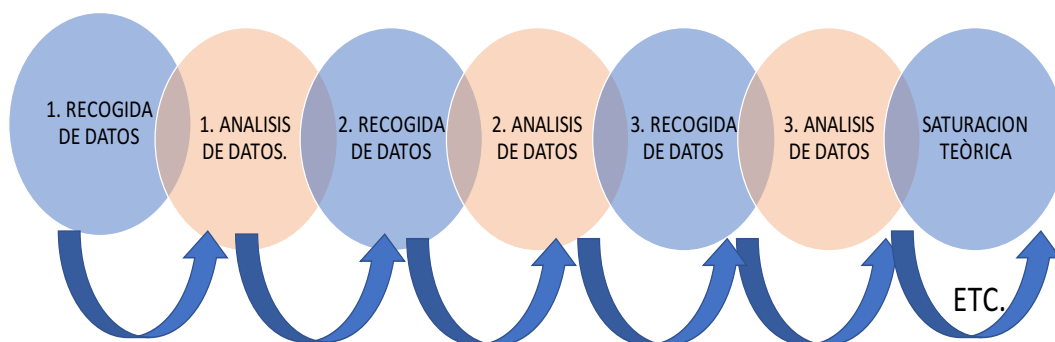 1. RECOGIDA
DE DATOS
1. ANALISIS
DE DATOS.
2. RECOGIDA
DE DATOS
2. ANALISIS
DE DATOS
3. RECOGIDA
DE DATOS
3. ANALISIS
DE DATOS
SATURACION
TEÒRICA
ETC.